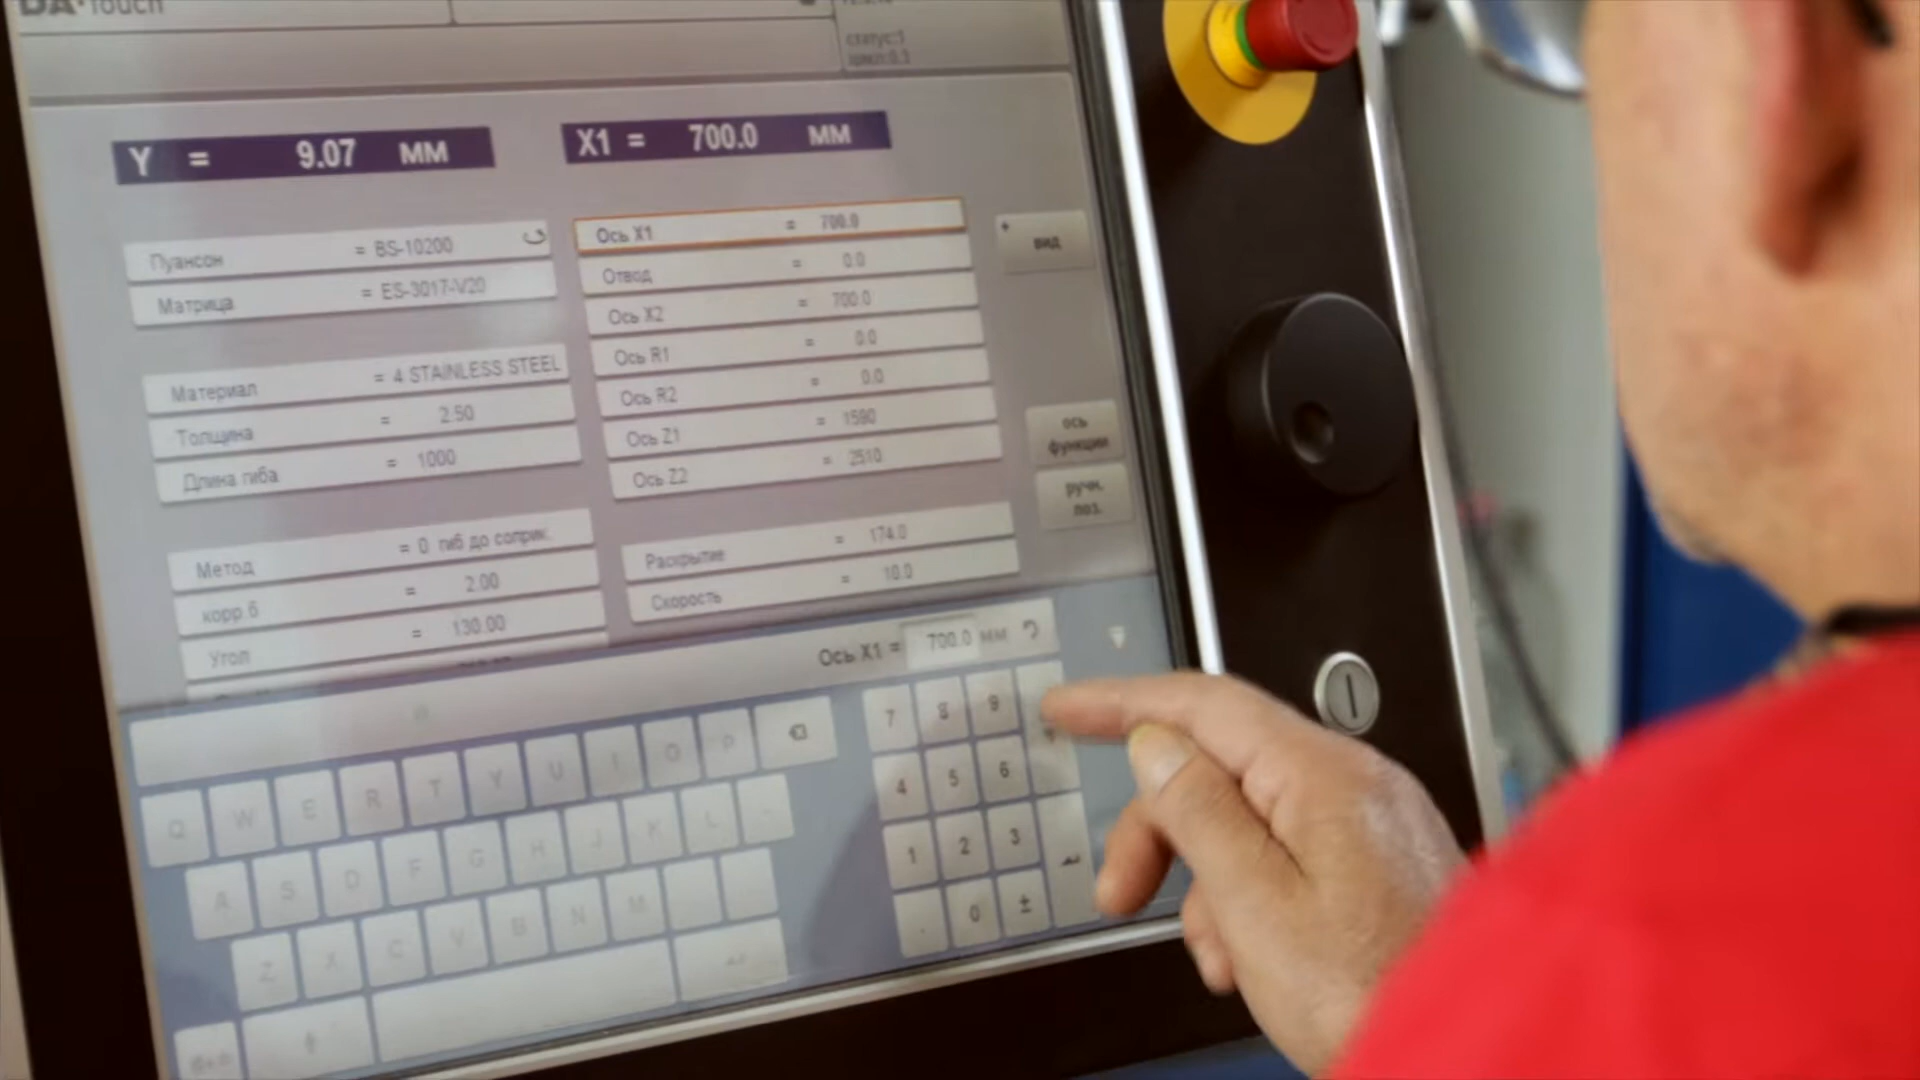 DA·Touch
статус:1
Y = 9.07 мм
X1 = 700.0 мм
Пуансон = BS-10200
Матрица = ES-3017-V20
Материал = 4 STAINLESS STEEL
Толщина = 2.50
Длина гиба = 1000
Метод = 0 гиб до соприк.
корр.б = 2.00
Угол = 130.00
Ось X1 = 700.0
Отвод = 0.0
Ось X2 = 700.0
Ось R1 = 0.0
Ось R2 = 0.0
Ось Z1 = 1590
Ось Z2 = 2510
Раскрытие = 174.0
Скорость = 10.0
вид
ось
функции
ручн.
поз.
Ось X1 = 700.0 мм
Q W E R T Y U I O P
A S D F G H J K L
Z X C V B N M
7 8 9
4 5 6
1 2 3
. 0 ±